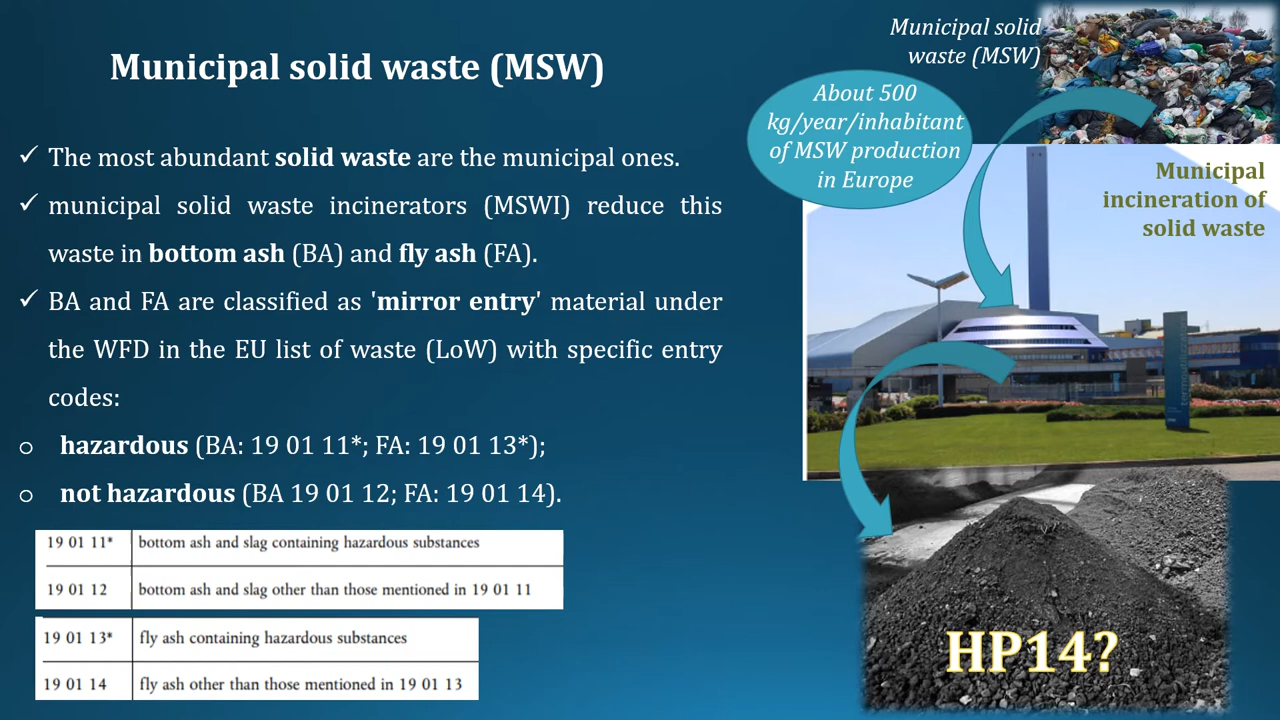 Municipal solid waste (MSW)
✓ The most abundant solid waste are the municipal ones.
✓ municipal solid waste incinerators (MSWI) reduce this
waste in bottom ash (BA) and fly ash (FA).
✓ BA and FA are classified as 'mirror entry' material under
the WFD in the EU list of waste (LoW) with specific entry
codes:
o hazardous (BA: 19 01 11*; FA: 19 01 13*);
o not hazardous (BA 19 01 12; FA: 19 01 14).
19 01 11* bottom ash and slag containing hazardous substances
19 01 12 bottom ash and slag other than those mentioned in 19 01 11
19 01 13* fly ash containing hazardous substances
19 01 14 fly ash other than those mentioned in 19 01 13
Municipal solid
waste (MSW)
About 500
kg/year/inhabitant
of MSW production
in Europe
Municipal
incineration of
solid waste
HP14?